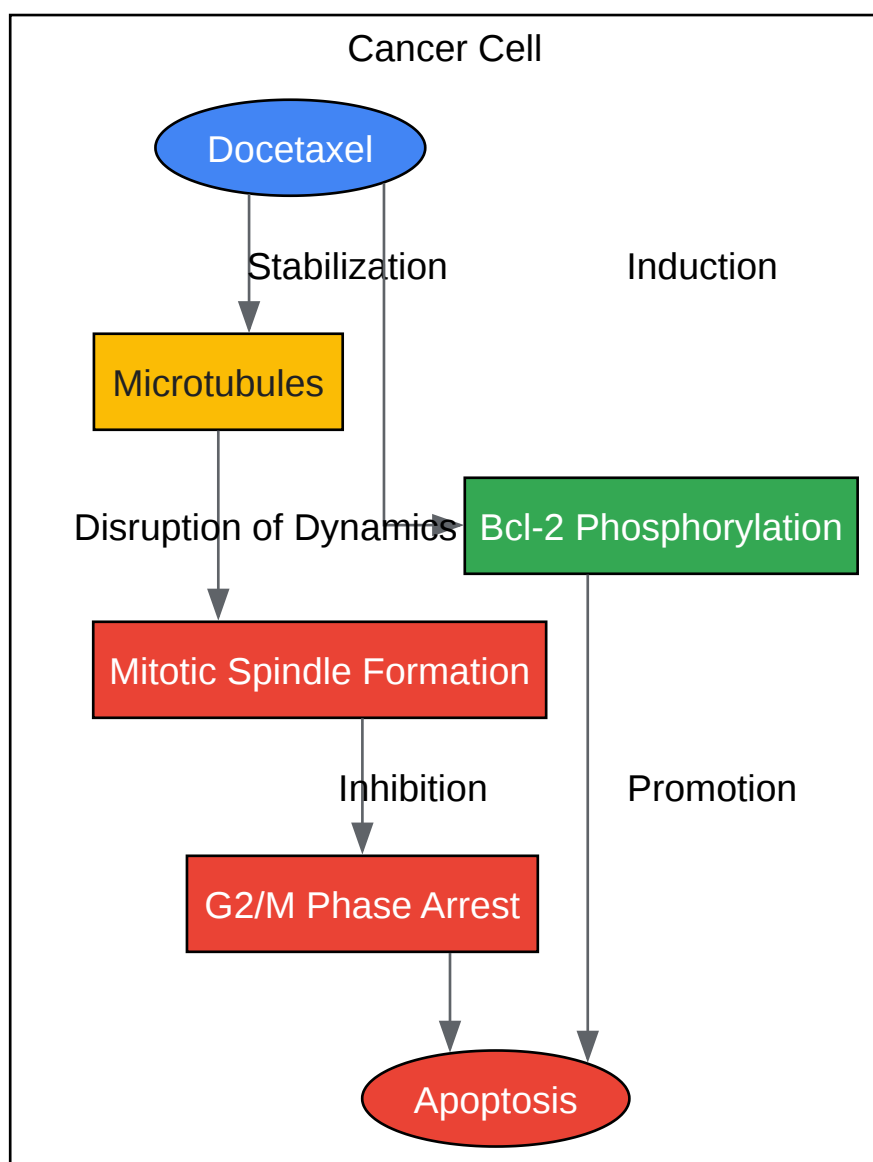 Cancer Cell
Docetaxel
Stabilization
Induction
Microtubules
Disruption of Dynamics
Bcl-2 Phosphorylation
Mitotic Spindle Formation
Inhibition
Promotion
G2/M Phase Arrest
Apoptosis